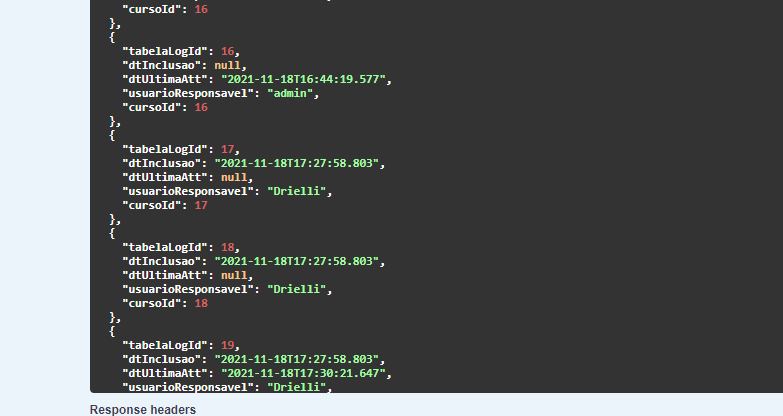 "cursoId": 16
},
{
"tabelaLogId": 16,
"dtInclusao": null,
"dtUltimaAtt": "2021-11-18T16:44:19.577",
"usuarioResponsavel": "admin",
"cursoId": 16
},
{
"tabelaLogId": 17,
"dtInclusao": "2021-11-18T17:27:58.803",
"dtUltimaAtt": null,
"usuarioResponsavel": "Drielli",
"cursoId": 17
},
{
"tabelaLogId": 18,
"dtInclusao": "2021-11-18T17:27:58.803",
"dtUltimaAtt": null,
"usuarioResponsavel": "Drielli",
"cursoId": 18
},
{
"tabelaLogId": 19,
"dtInclusao": "2021-11-18T17:27:58.803",
"dtUltimaAtt": "2021-11-18T17:30:21.647",
"usuarioResponsavel": "Drielli",
Response headers